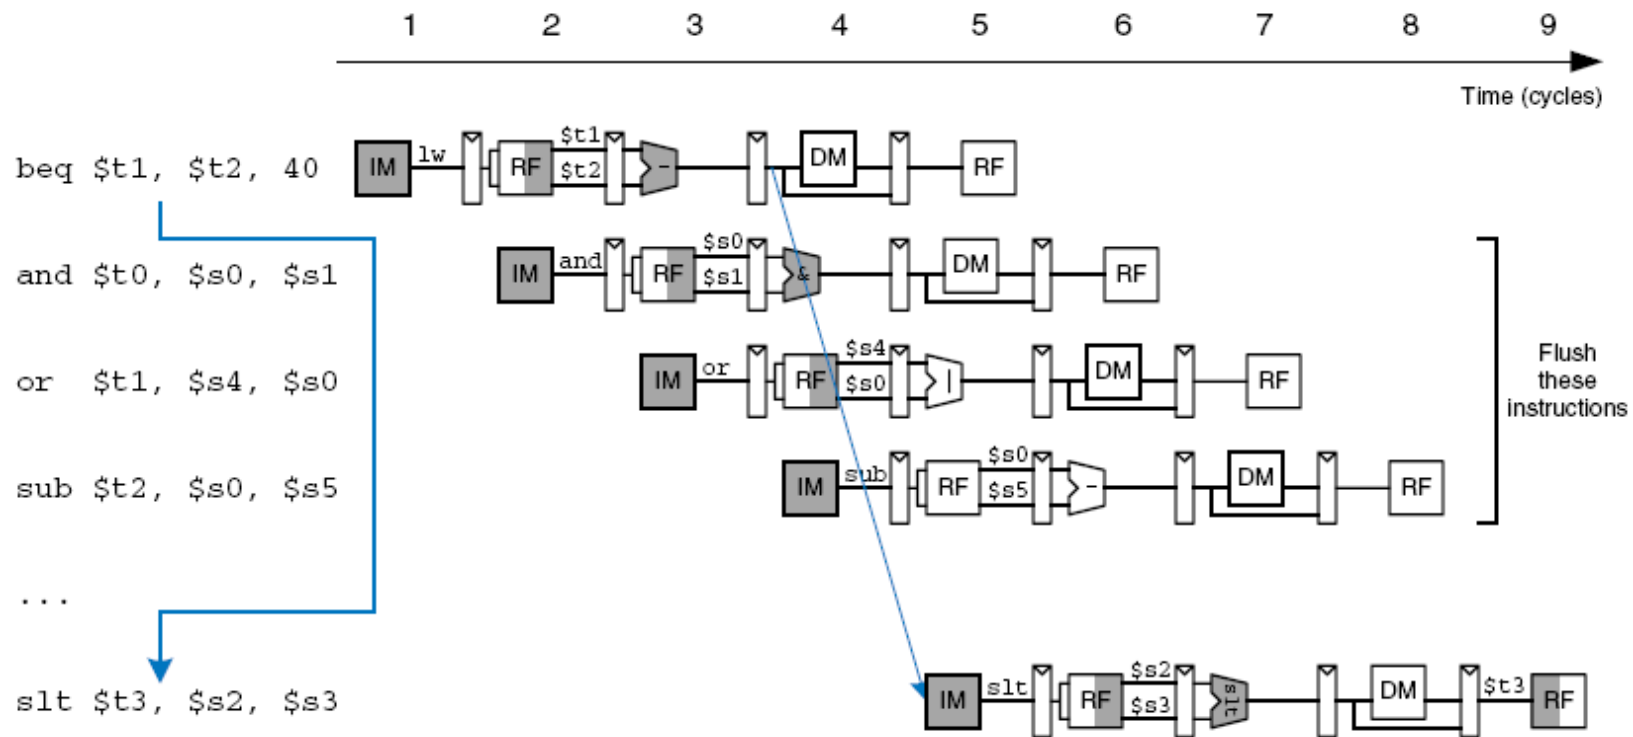 1 2 3 4 5 6 7 8 9
Time (cycles)
beq $t1, $t2, 40 IM lw RF $t1 $t2 - DM RF
and $t0, $s0, $s1 IM and RF $s0 $s1 & DM RF
or $t1, $s4, $s0 IM or RF $s4 $s0 | DM RF
sub $t2, $s0, $s5 IM sub RF $s0 $s5 - DM RF
Flush
these
instructions
...
slt $t3, $s2, $s3 IM slt RF $s2 $s3 slt DM $t3 RF